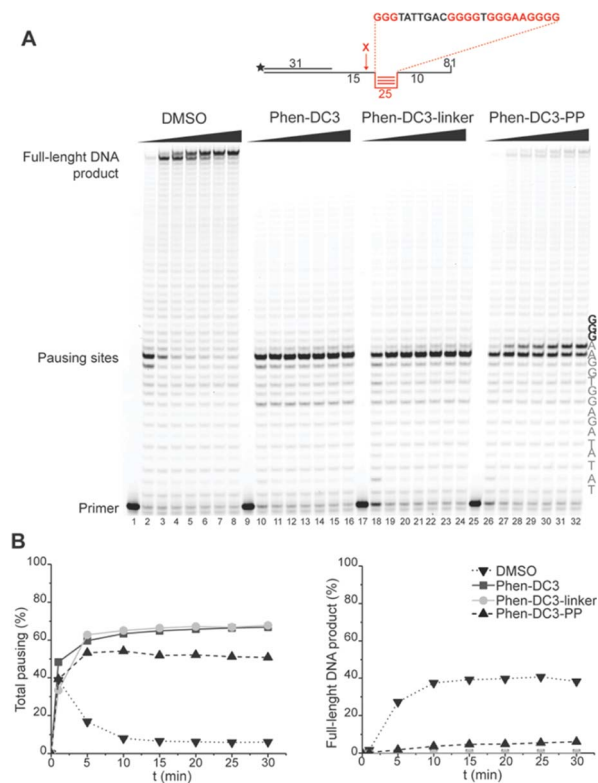 A
GGGTATTGACGGGGTGGGAAGGGG
X
31
81
15
10
25
DMSO
Phen-DC3
Phen-DC3-linker
Phen-DC3-PP
Full-lenght DNA
product
Pausing sites
Primer
G
G
G
A
A
G
G
T
G
G
A
G
A
T
A
T
A
T
1 2 3 4 5 6 7 8 9 10 11 12 13 14 15 16 17 18 19 20 21 22 23 24 25 26 27 28 29 30 31 32
B
Total pausing (%)
100
80
60
40
20
0
0 5 10 15 20 25 30
t (min)
Full-lenght DNA product (%)
100
80
60
40
20
0
0 5 10 15 20 25 30
t (min)
DMSO
Phen-DC3
Phen-DC3-linker
Phen-DC3-PP